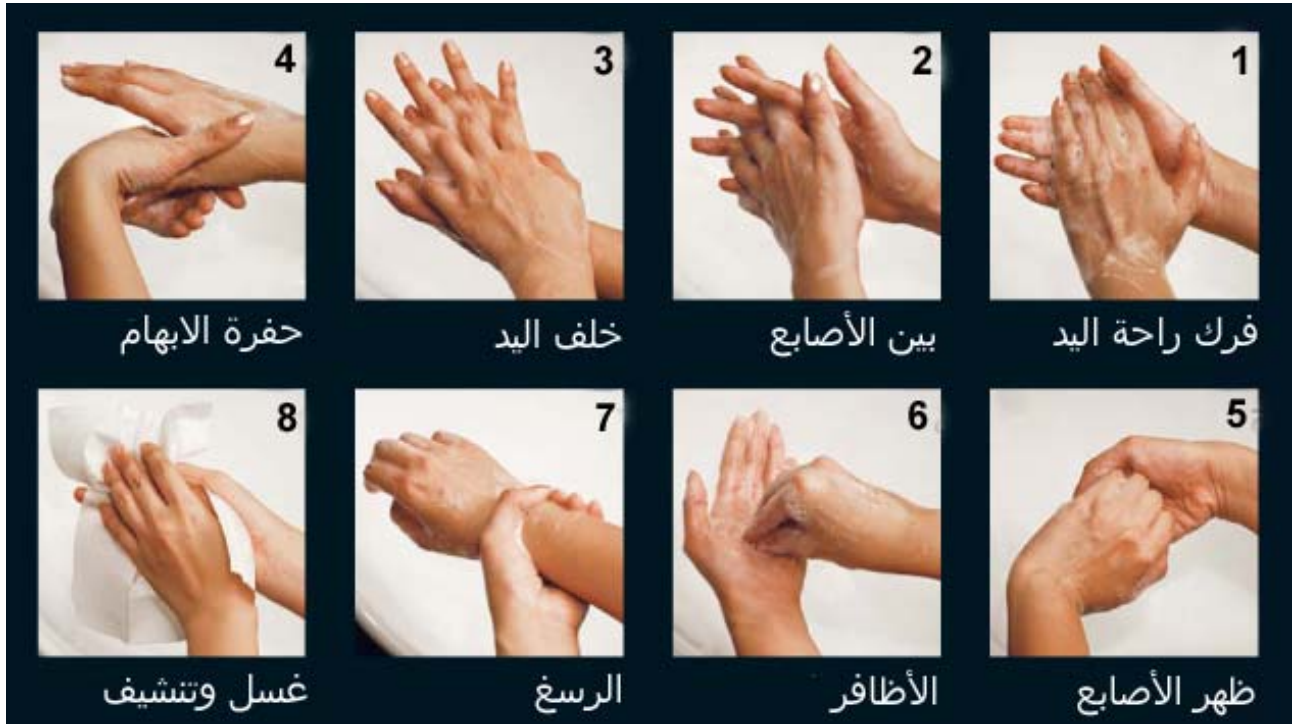 1
فرك راحة اليد
2
بين الأصابع
3
خلف اليد
4
حفرة الابهام
5
ظهر الأصابع
6
الأظافر
7
الرسغ
8
غسل وتنشيف